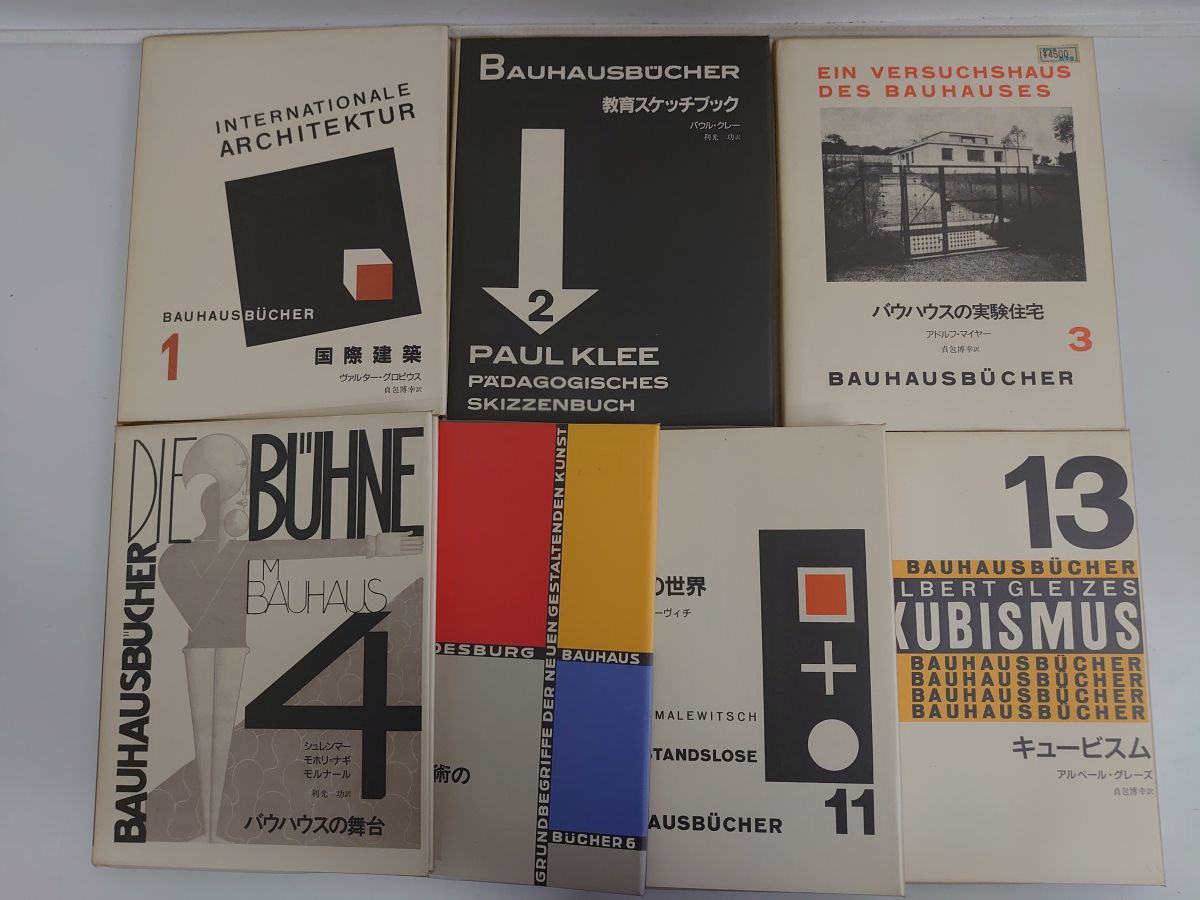 INTERNATIONALE
ARCHITEKTUR
BAUHAUSBÜCHER
1
国際建築
ヴァルター・グロピウス
貞包博幸訳
BAUHAUSBÜCHER
教育スケッチブック
パウル・クレー
利光 功訳
2
PAUL KLEE
PÄDAGOGISCHES
SKIZZENBUCH
¥4500
EIN VERSUCHSHAUS
DES BAUHAUSES
バウハウスの実験住宅
アドルフ・マイヤー
貞包博幸訳
3
BAUHAUSBÜCHER
DIE BÜHNE
IM
BAUHAUS
4
BAUHAUSBÜCHER
シュレンマー
モホリ=ナギ
モルナール
利光 功訳
バウハウスの舞台
GRUNDBEGRIFFE DER NEUEN GESTALTENDEN KUNST
DESBURG
BAUHAUS
術の
BÜCHER 6
の世界
ーヴィチ
MALEWITSCH
STANDSLOSE
11
AUSBÜCHER
13
BAUHAUSBÜCHER
LBERT GLEIZES
KUBISMUS
BAUHAUSBÜCHER
BAUHAUSBÜCHER
BAUHAUSBÜCHER
BAUHAUSBÜCHER
キュービスム
アルベール・グレーズ
貞包博幸訳